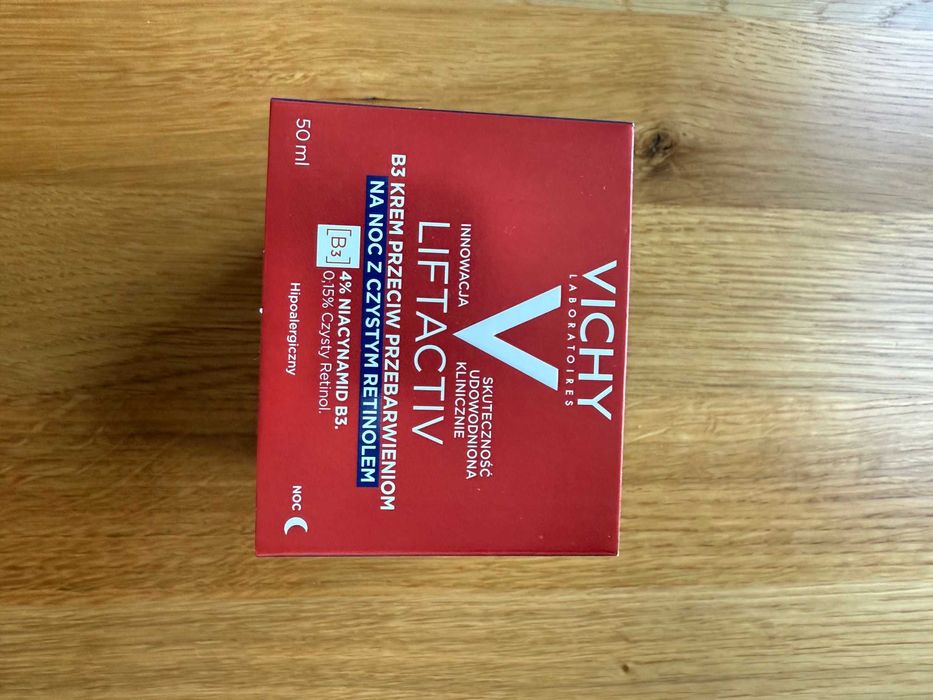 VICHY
LABORATOIRES
INNOWACJA
SKUTECZNOŚĆ
UDOWODNIONA
KLINICZNIE
LIFTACTIV
B3 KREM PRZECIW PRZEBARWIENIOM
NA NOC Z CZYSTYM RETINOLEM
[B3]
4% NIACYNAMID B3.
0,15% Czysty Retinol.
50 ml
Hipoalergiczny
NOC